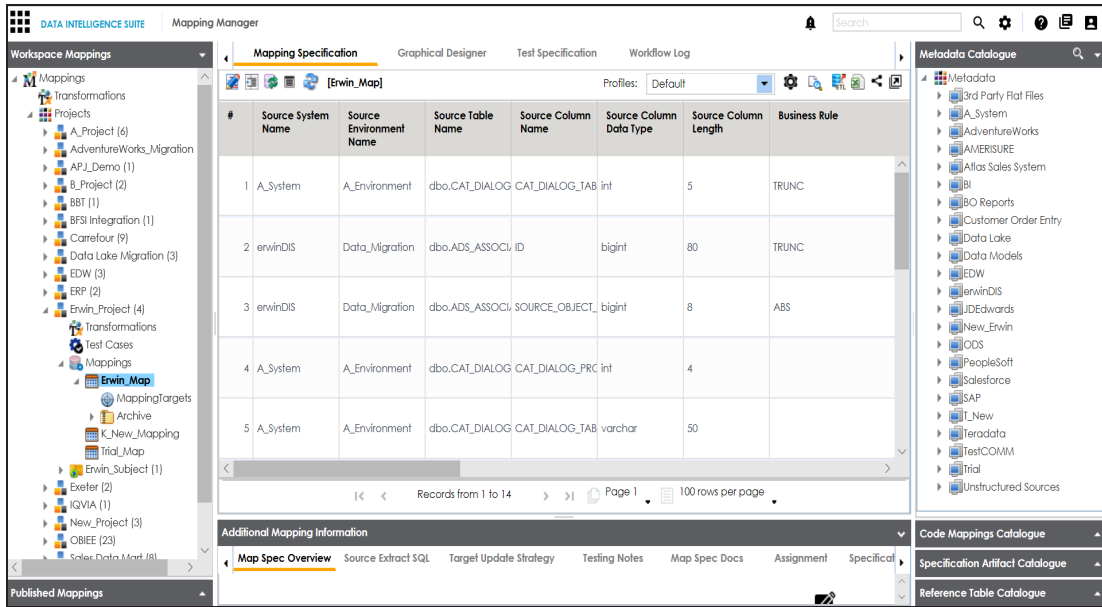 DATA INTELLIGENCE SUITE Mapping Manager Search
Workspace Mappings
Mappings
Transformations
Projects
A_Project (6)
AdventureWorks_Migration
APJ_Demo (1)
B_Project (2)
BBT (1)
BFSI Integration (1)
Carrefour (9)
Data Lake Migration (3)
EDW (3)
ERP (2)
Erwin_Project (4)
Transformations
Test Cases
Mappings
Erwin_Map
MappingTargets
Archive
K_New_Mapping
Trial_Map
Erwin_Subject (1)
Exeter (2)
IQVIA (1)
New_Project (3)
OBIEE (23)
Sales Data Mart (8)
Published Mappings
Mapping Specification Graphical Designer Test Specification Workflow Log
[Erwin_Map] Profiles: Default
# Source System Name Source Environment Name Source Table Name Source Column Name Source Column Data Type Source Column Length Business Rule
1 A_System A_Environment dbo.CAT_DIALOG CAT_DIALOG_TAB int 5 TRUNC
2 erwinDIS Data_Migration dbo.ADS_ASSOCI ID bigint 80 TRUNC
3 erwinDIS Data_Migration dbo.ADS_ASSOCI SOURCE_OBJECT_ bigint 8 ABS
4 A_System A_Environment dbo.CAT_DIALOG CAT_DIALOG_PRO int 4
5 A_System A_Environment dbo.CAT_DIALOG CAT_DIALOG_TAB varchar 50
Records from 1 to 14 Page 1 100 rows per page
Additional Mapping Information
Map Spec Overview Source Extract SQL Target Update Strategy Testing Notes Map Spec Docs Assignment Specificat
Metadata Catalogue
Metadata
3rd Party Flat Files
A_System
AdventureWorks
AMERISURE
Atlas Sales System
BI
BO Reports
Customer Order Entry
Data Lake
Data Models
EDW
erwinDIS
JDEdwards
New_Erwin
ODS
PeopleSoft
Salesforce
SAP
T_New
Teradata
TestCOMM
Trial
Unstructured Sources
Code Mappings Catalogue
Specification Artifact Catalogue
Reference Table Catalogue